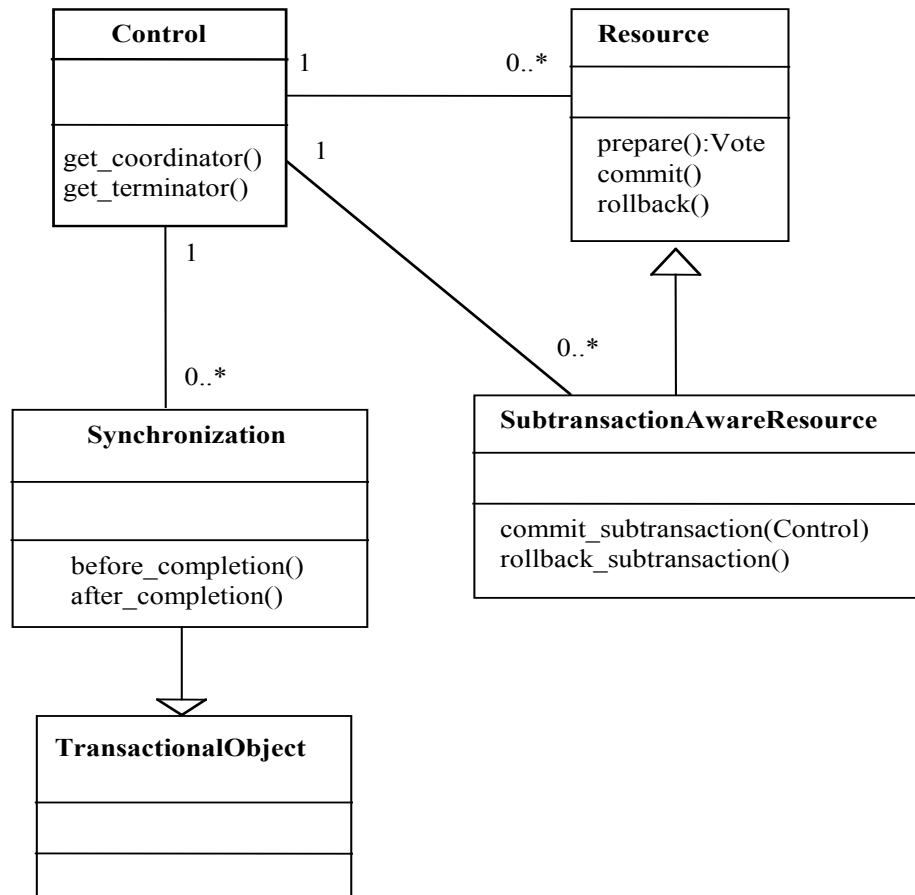 Control
Resource
1
0..*
get_coordinator()
get_terminator()
prepare():Vote
commit()
rollback()
1
1
0..*
0..*
Synchronization
SubtransactionAwareResource
before_completion()
after_completion()
commit_subtransaction(Control)
rollback_subtransaction()
TransactionalObject